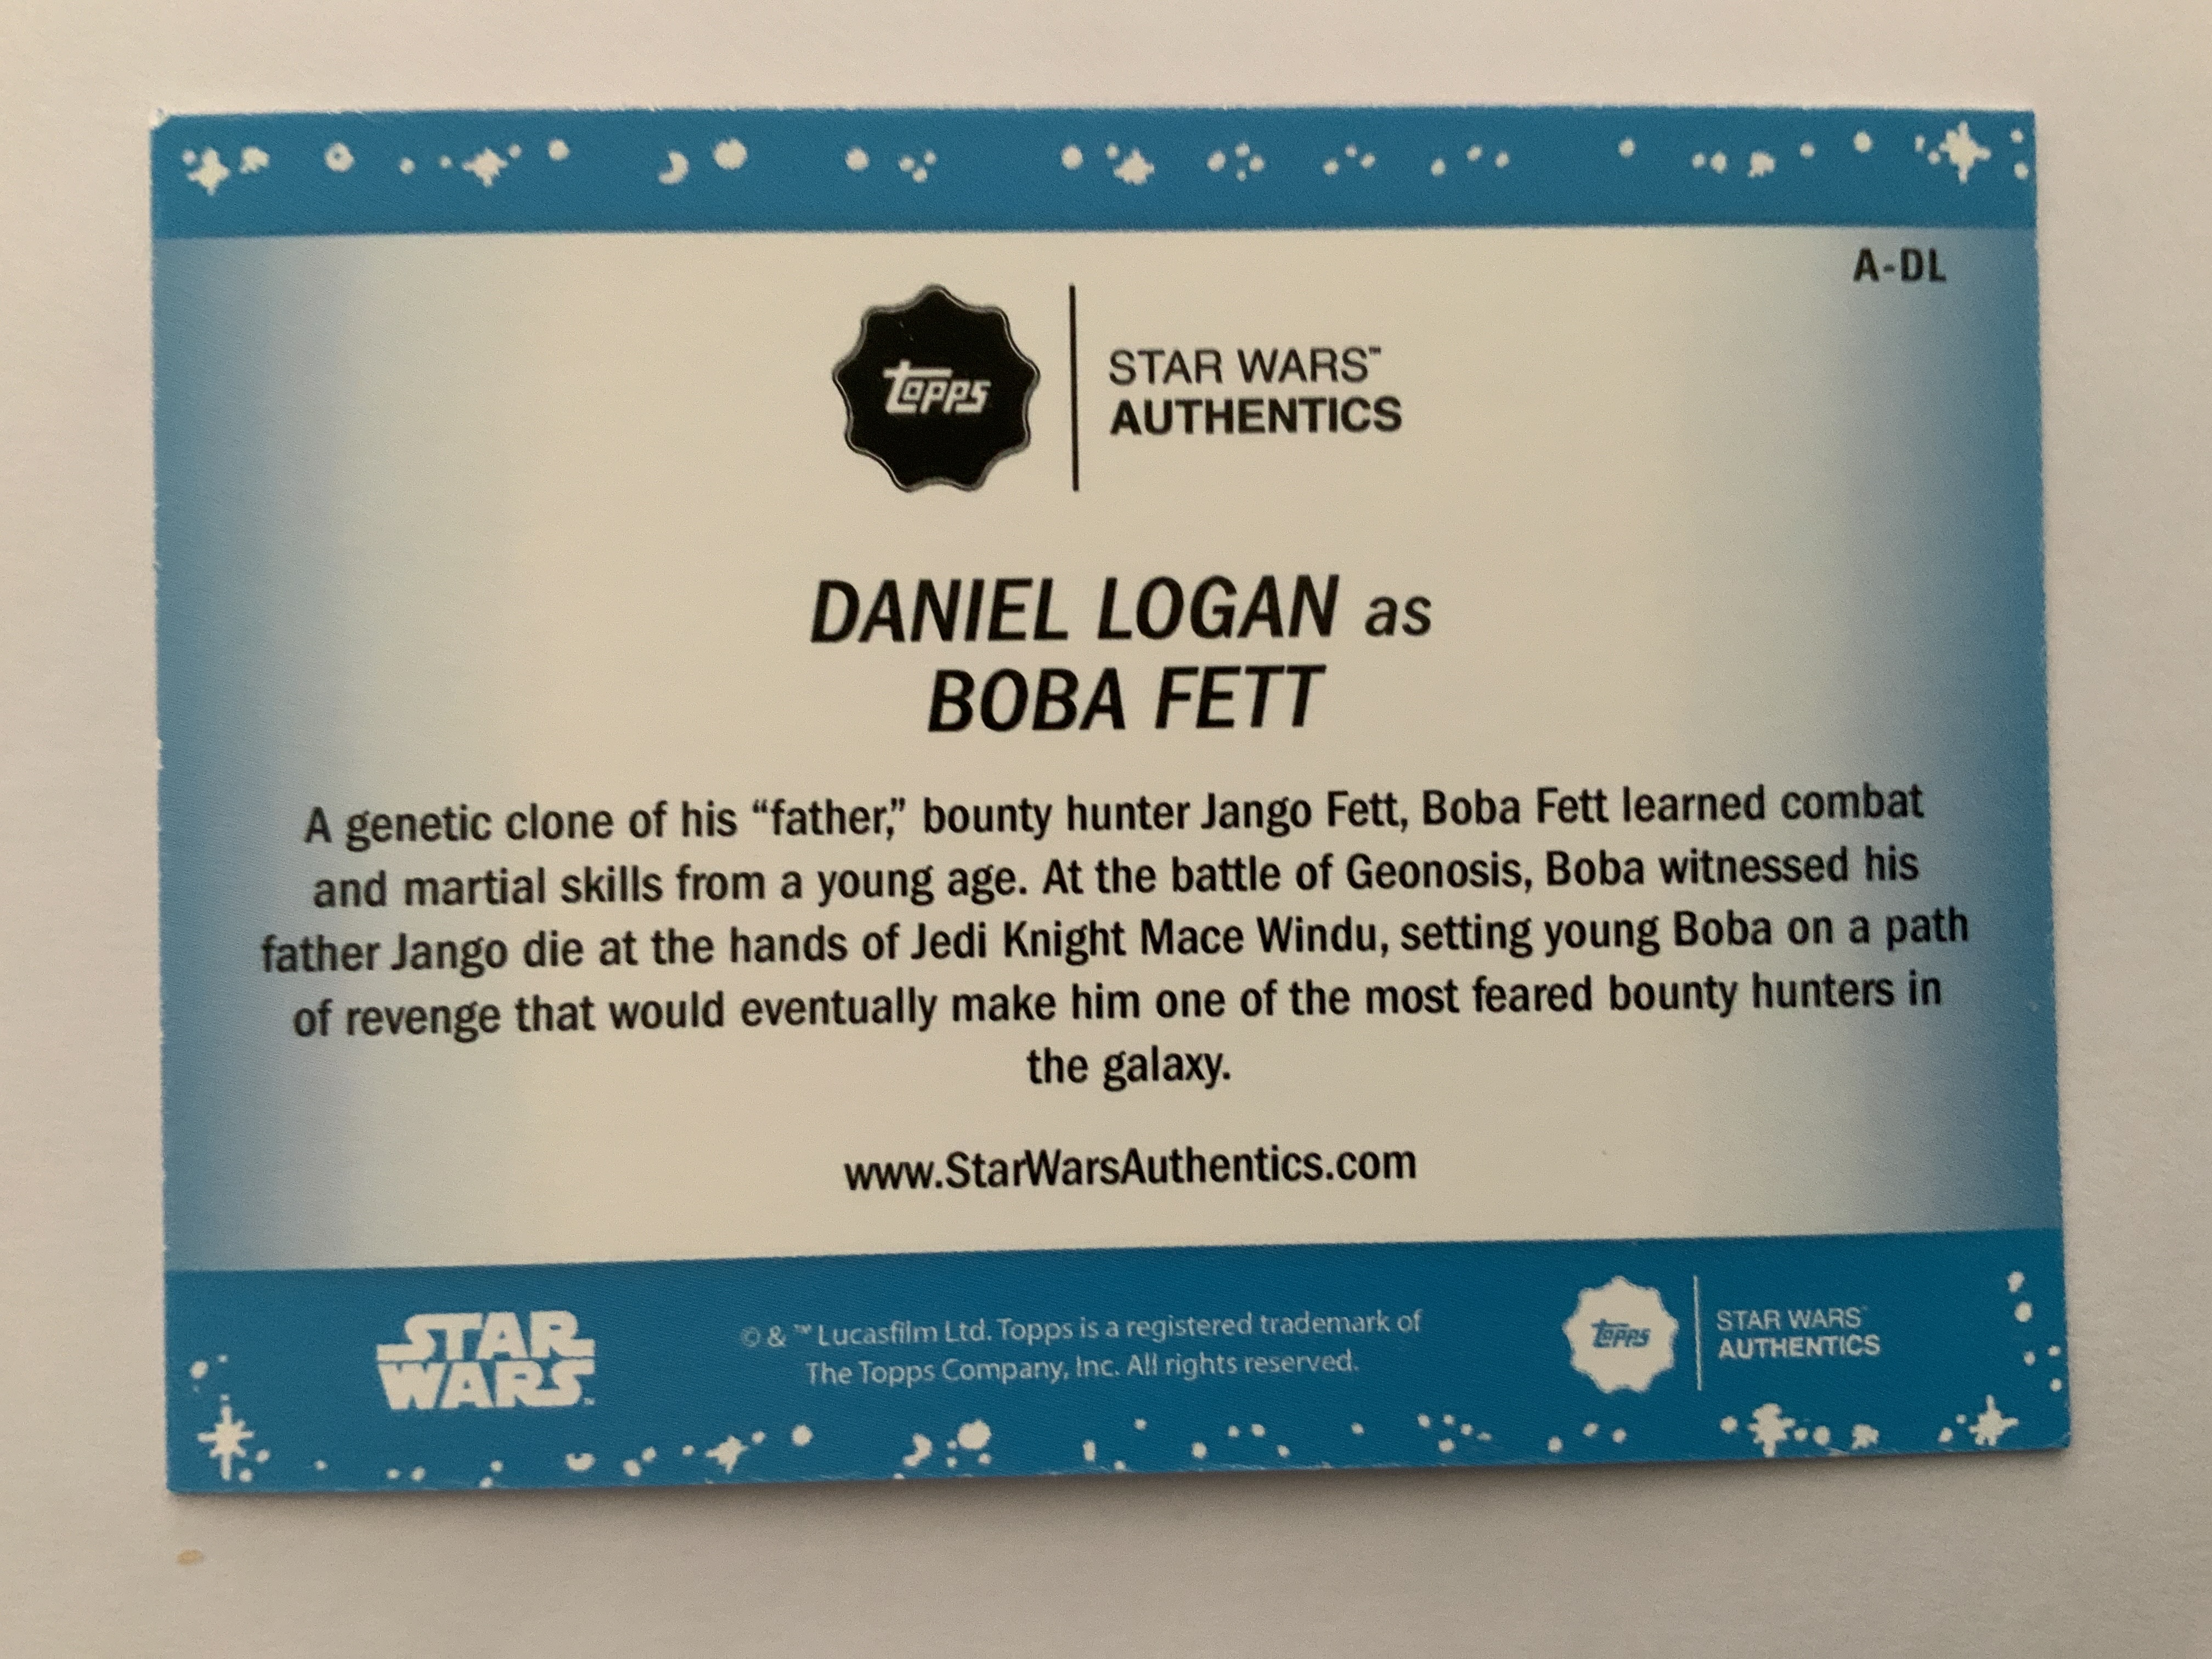 A-DL
Topps
STAR WARS™
AUTHENTICS
DANIEL LOGAN as
BOBA FETT
A genetic clone of his “father,” bounty hunter Jango Fett, Boba Fett learned combat
and martial skills from a young age. At the battle of Geonosis, Boba witnessed his
father Jango die at the hands of Jedi Knight Mace Windu, setting young Boba on a path
of revenge that would eventually make him one of the most feared bounty hunters in
the galaxy.
www.StarWarsAuthentics.com
STAR
WARS™
© & ™ Lucasfilm Ltd. Topps is a registered trademark of
The Topps Company, Inc. All rights reserved.
Topps
STAR WARS™
AUTHENTICS